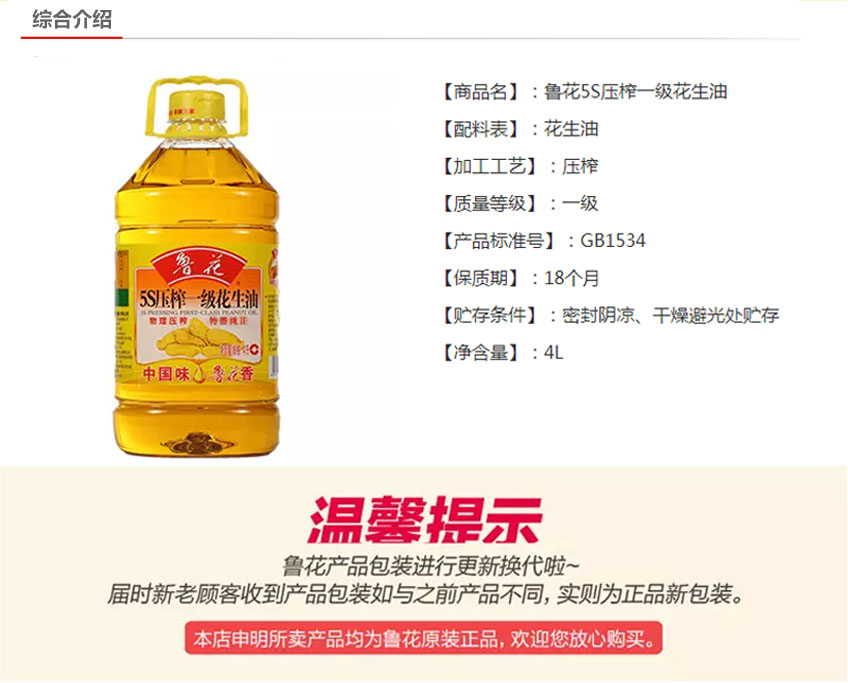 综合介绍
【商品名】：鲁花5S压榨一级花生油
【配料表】：花生油
【加工工艺】：压榨
【质量等级】：一级
【产品标准号】：GB1534
【保质期】：18个月
【贮存条件】：密封阴凉、干燥避光处贮存
【净含量】：4L
鲁花
5S压榨一级花生油
5S PRESSING FIRST-CLASS PEANUT OIL
物理压榨 特香纯正
中国味 鲁花香
温馨提示
鲁花产品包装进行更新换代啦~
届时新老顾客收到产品包装如与之前产品不同，实则为正品新包装。
本店申明所卖产品均为鲁花原装正品，欢迎您放心购买。